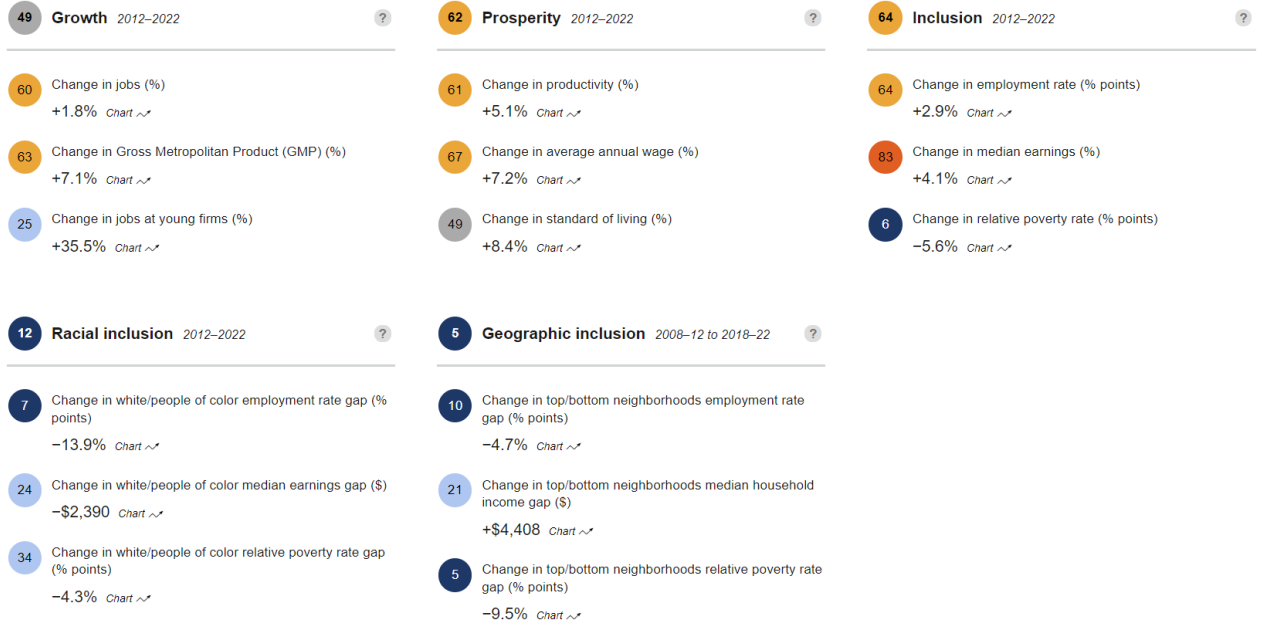 49 Growth 2012–2022 ?
60 Change in jobs (%)
+1.8% Chart
63 Change in Gross Metropolitan Product (GMP) (%)
+7.1% Chart
25 Change in jobs at young firms (%)
+35.5% Chart
62 Prosperity 2012–2022 ?
61 Change in productivity (%)
+5.1% Chart
67 Change in average annual wage (%)
+7.2% Chart
49 Change in standard of living (%)
+8.4% Chart
64 Inclusion 2012–2022 ?
64 Change in employment rate (% points)
+2.9% Chart
83 Change in median earnings (%)
+4.1% Chart
6 Change in relative poverty rate (% points)
−5.6% Chart
12 Racial inclusion 2012–2022 ?
7 Change in white/people of color employment rate gap (%
points)
−13.9% Chart
24 Change in white/people of color median earnings gap ($)
−$2,390 Chart
34 Change in white/people of color relative poverty rate gap
(% points)
−4.3% Chart
5 Geographic inclusion 2008–12 to 2018–22 ?
10 Change in top/bottom neighborhoods employment rate
gap (% points)
−4.7% Chart
21 Change in top/bottom neighborhoods median household
income gap ($)
+$4,408 Chart
5 Change in top/bottom neighborhoods relative poverty rate
gap (% points)
−9.5% Chart